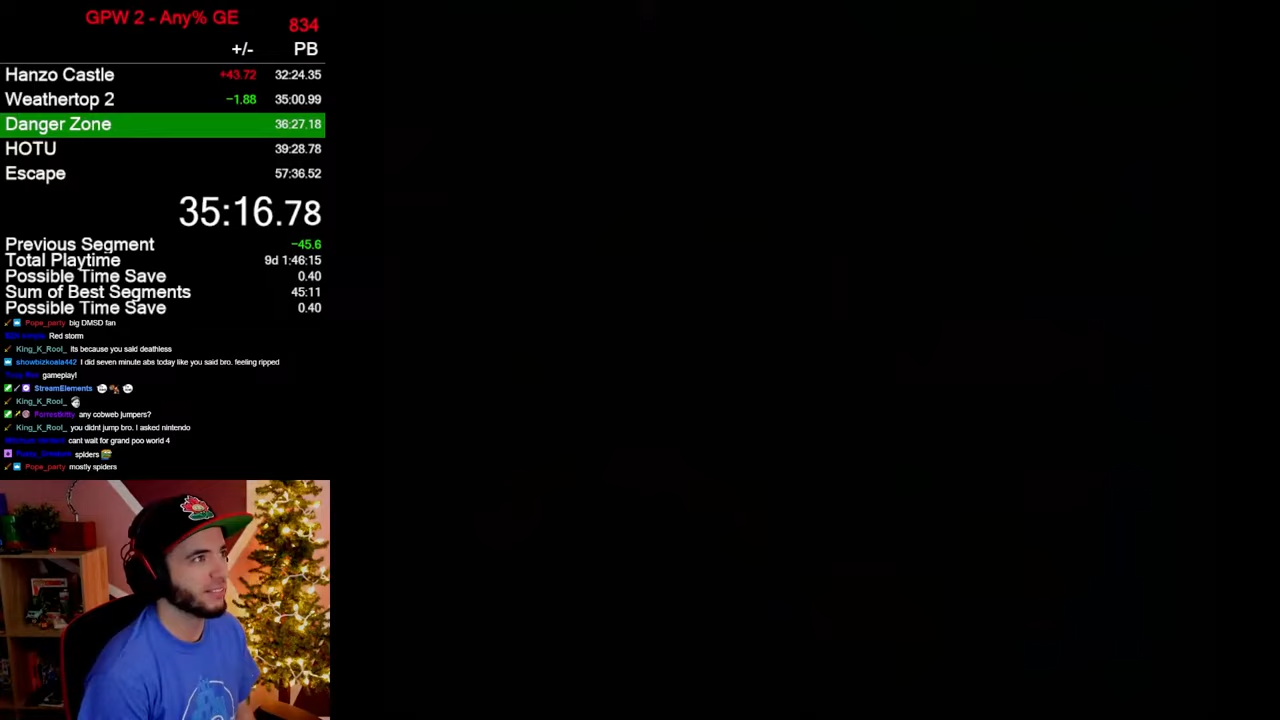 GPW 2 - Any% GE
834
+/- PB
Hanzo Castle +43.72 32:24.35
Weathertop 2 −1.88 35:00.99
Danger Zone 36:27.18
HOTU 39:28.78
Escape 57:36.52
35:16.78
Previous Segment −45.6
Total Playtime 9d 1:46:15
Possible Time Save 0.40
Sum of Best Segments 45:11
Possible Time Save 0.40
Pope_party big DMSD fan
Red storm
King_K_Rool_ Its because you said deathless
showbizkoala442 I did seven minute abs today like you said bro. feeling ripped
gameplay!
StreamElements
King_K_Rool_
Forrestkitty any cobweb jumpers?
King_K_Rool_ you didnt jump bro. I asked nintendo
cant wait for grand poo world 4
spiders
Pope_party mostly spiders